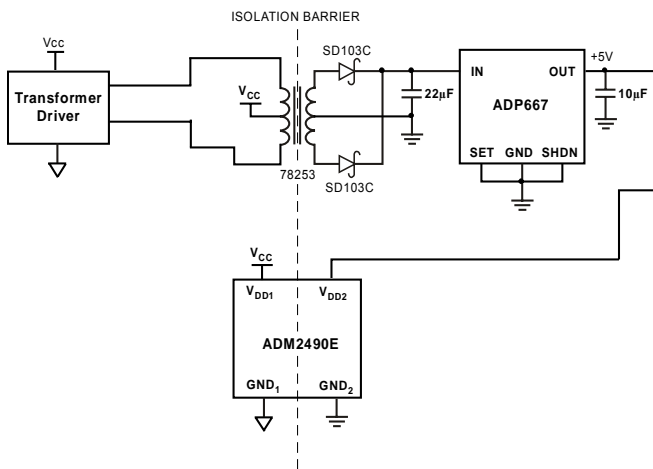 ISOLATION BARRIER
Vcc
SD103C
+5V
IN
OUT
Transformer
Driver
VCC
22µF
ADP667
10µF
SET
GND
SHDN
78253
SD103C
VCC
VDD1
VDD2
ADM2490E
GND1
GND2